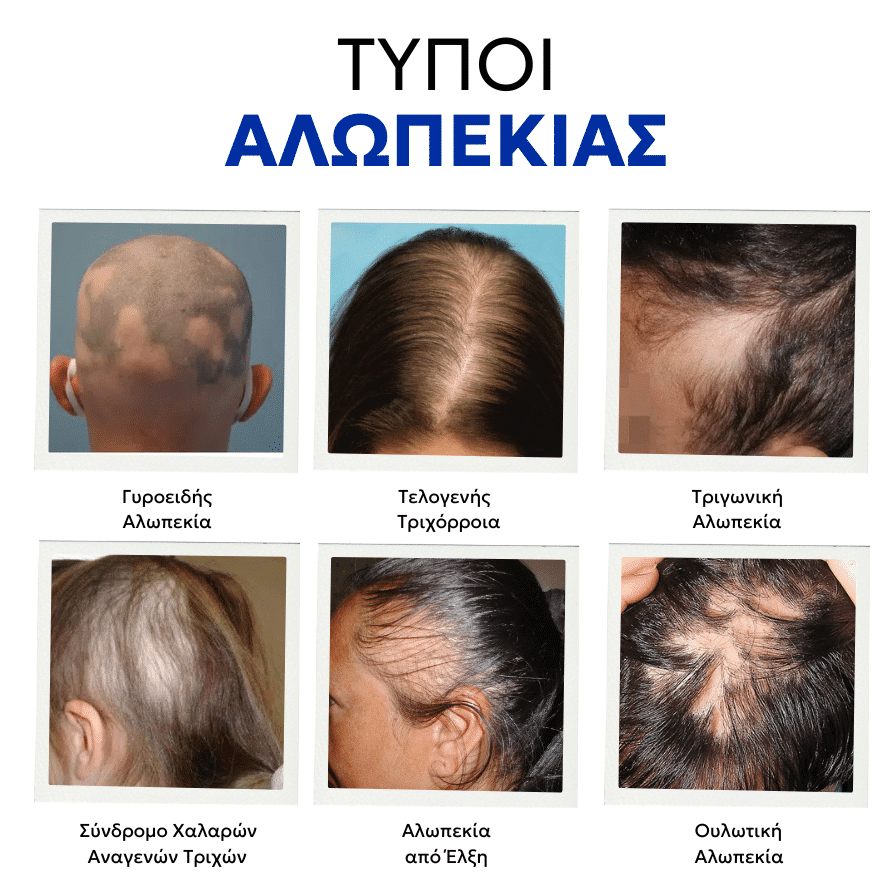 ΤΥΠΟΙ
ΑΛΩΠΕΚΙΑΣ
Γυροειδής
Αλωπεκία
Τελογενής
Τριχόρροια
Τριγωνική
Αλωπεκία
Σύνδρομο Χαλαρών
Αναγενών Τριχών
Αλωπεκία
από Έλξη
Ουλωτική
Αλωπεκία